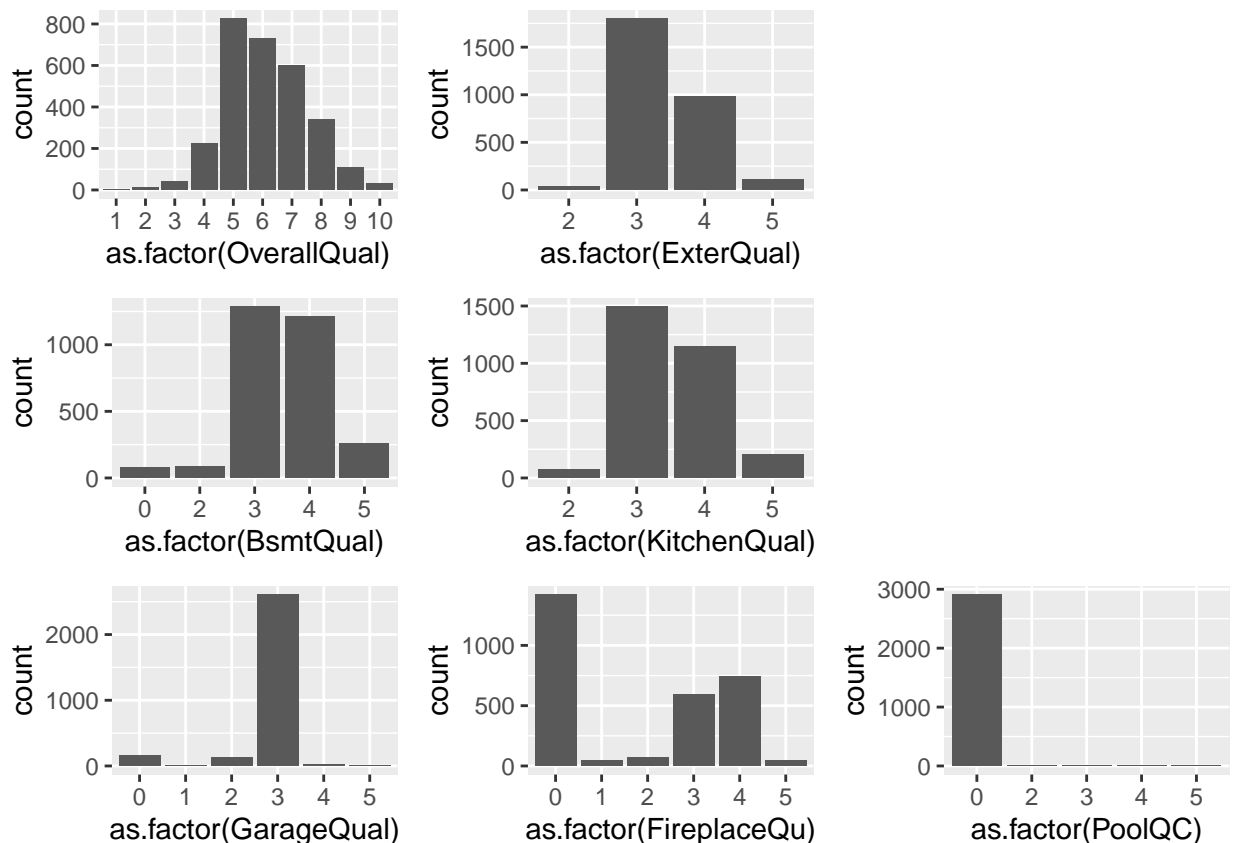 count
800
600
400
200
0
1 2 3 4 5 6 7 8 9 10
as.factor(OverallQual)
count
1500
1000
500
0
2 3 4 5
as.factor(ExterQual)
count
1000
500
0
0 2 3 4 5
as.factor(BsmtQual)
count
1500
1000
500
0
2 3 4 5
as.factor(KitchenQual)
count
2000
1000
0
0 1 2 3 4 5
as.factor(GarageQual)
count
1000
500
0
0 1 2 3 4 5
as.factor(FireplaceQu)
count
3000
2000
1000
0
0 2 3 4 5
as.factor(PoolQC)